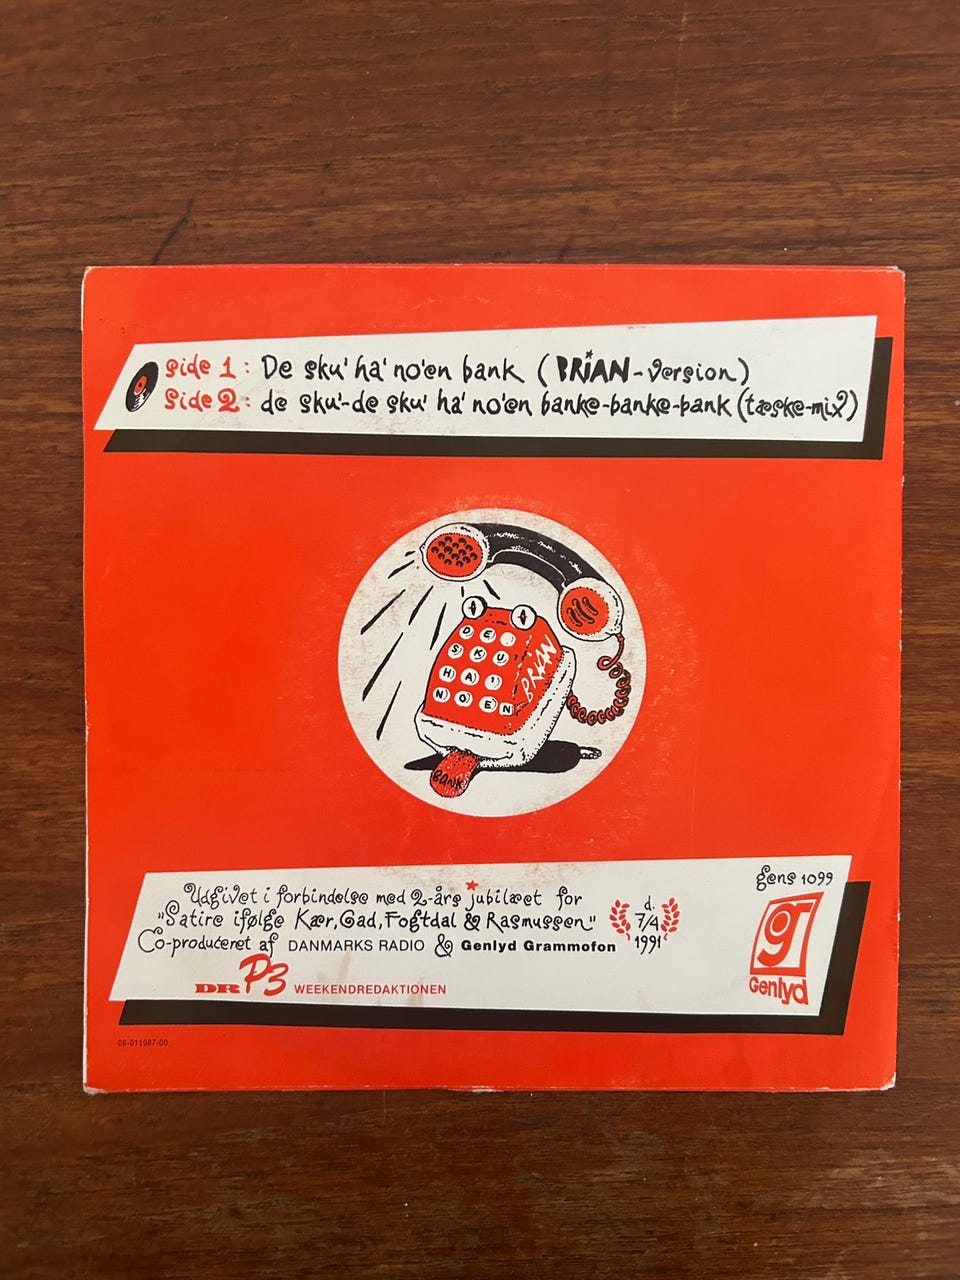 Side 1: De sku' ha' no'en bank (BRIAN-version)
Side 2: de sku'-de sku' ha' no'en banke-banke-bank (tæske-mix)
DE
SKU'
HA'
NOEN
BRIAN
BANK
gens 1099
Udgivet i forbindelse med 2-års jubilæet for
"Satire ifølge Kær, Gad, Fogtdal & Rasmussen."
Co-produceret af DANMARKS RADIO & Genlyd Grammofon
d.
7/4
1991
DR P3 WEEKENDREDAKTIONEN
g
Genlyd
08-011987-00